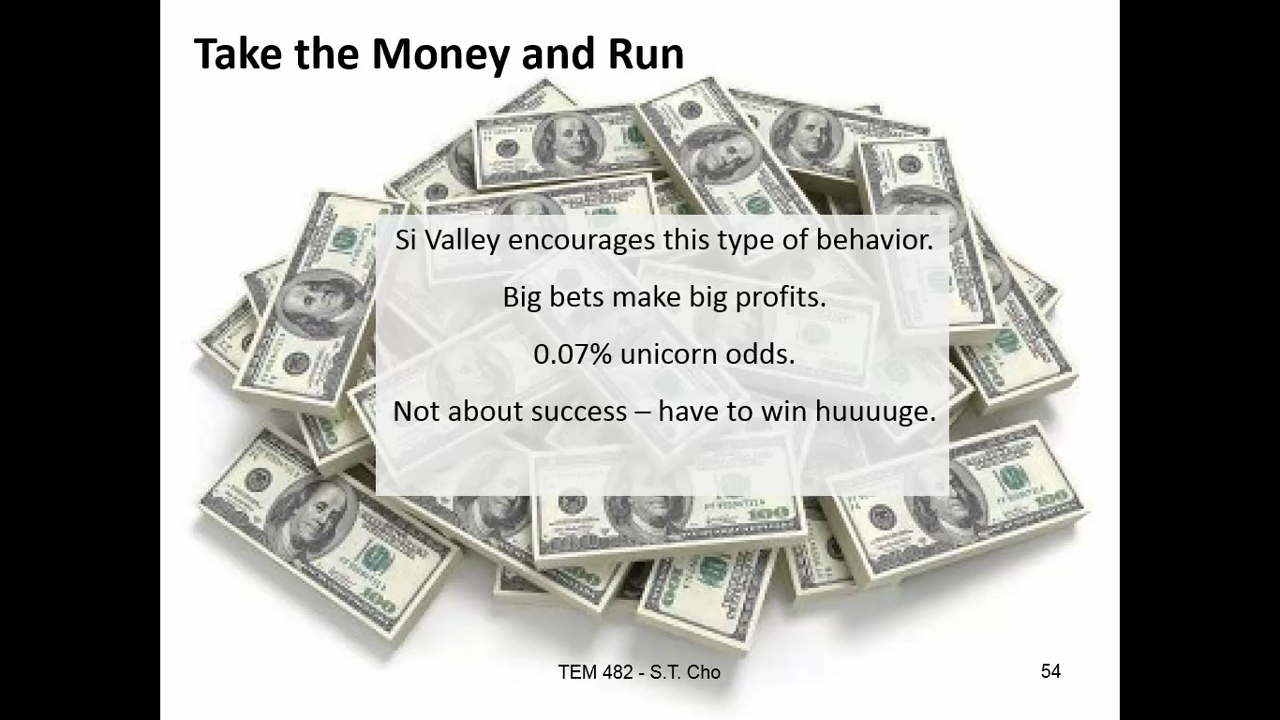 Take the Money and Run
Si Valley encourages this type of behavior.
Big bets make big profits.
0.07% unicorn odds.
Not about success – have to win huuuuge.
TEM 482 - S.T. Cho
54